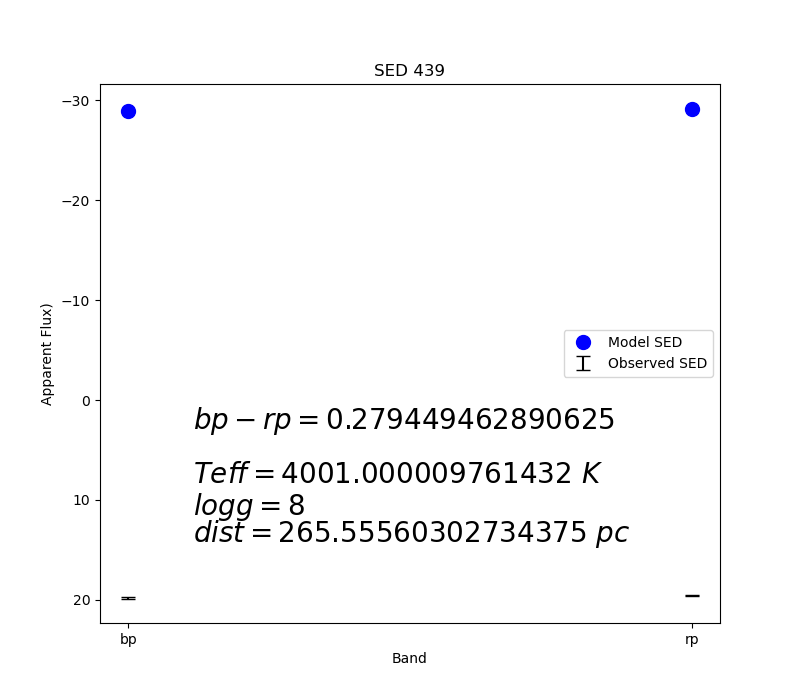 SED 439
−30
−20
−10
0
10
20
Apparent Flux)
Model SED
Observed SED
bp − rp = 0.279449462890625
Teff = 4001.000009761432 K
logg = 8
dist = 265.55560302734375 pc
bp
rp
Band